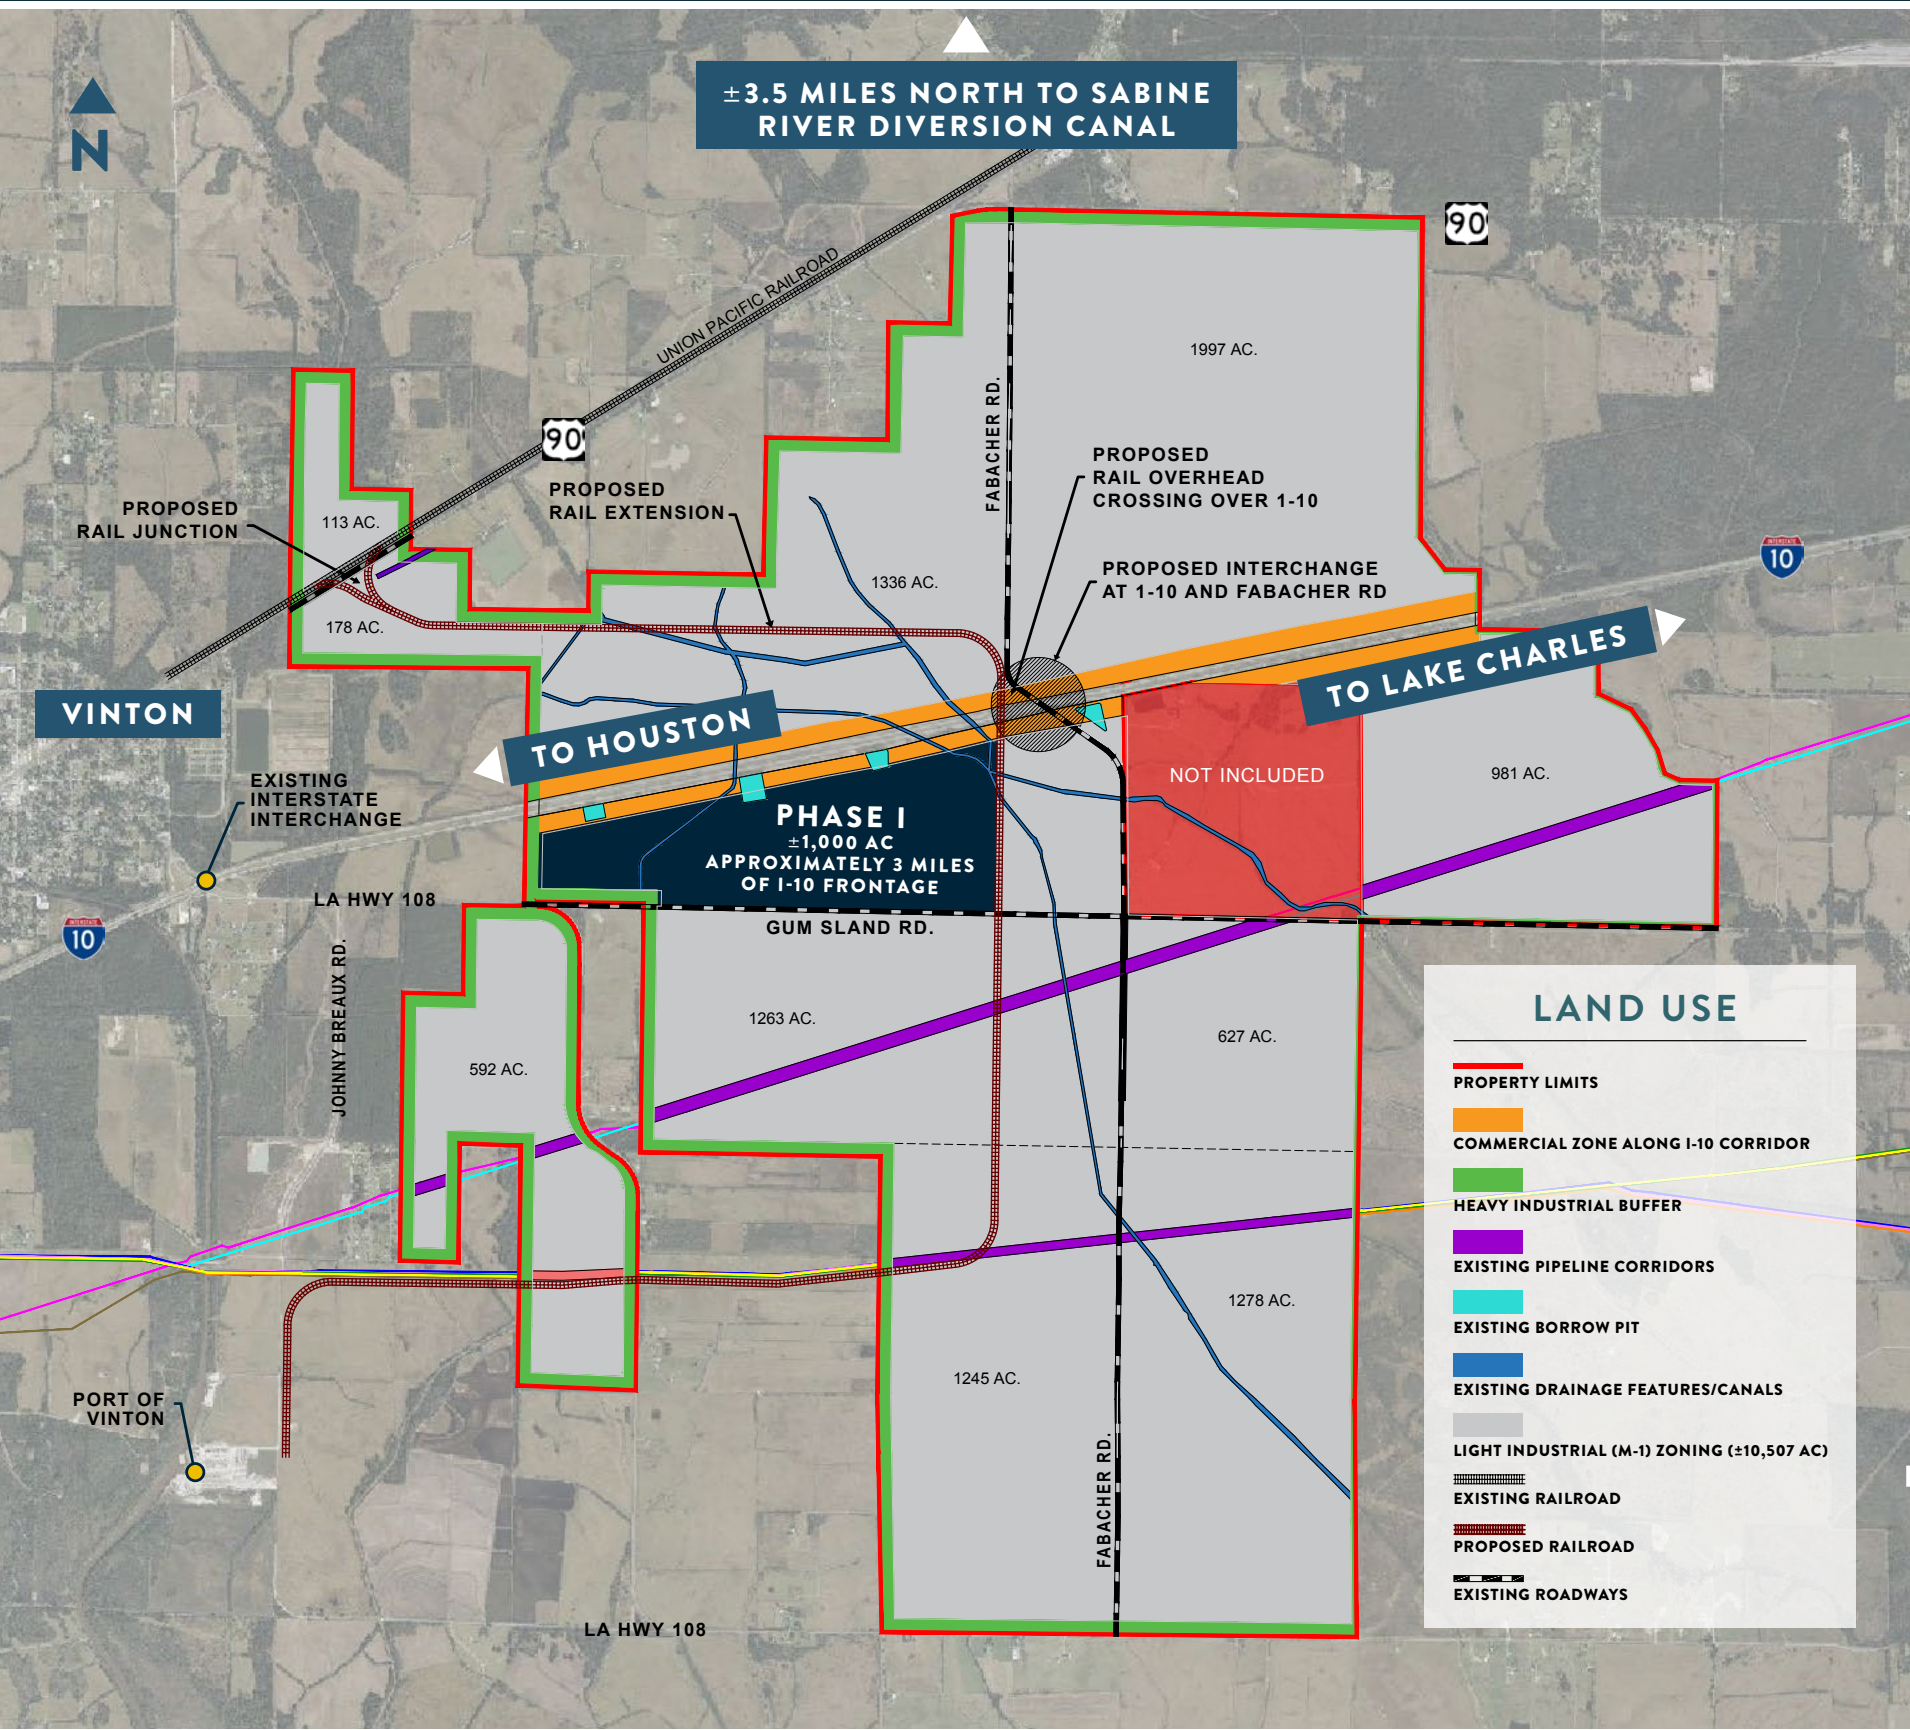 ±3.5 MILES NORTH TO SABINE
RIVER DIVERSION CANAL
N
90
UNION PACIFIC RAILROAD
1997 AC.
FABACHER RD.
90
PROPOSED
RAIL OVERHEAD
CROSSING OVER 1-10
PROPOSED
RAIL EXTENSION
PROPOSED
RAIL JUNCTION
113 AC.
INTERSTATE
10
PROPOSED INTERCHANGE
AT 1-10 AND FABACHER RD
1336 AC.
178 AC.
TO LAKE CHARLES
VINTON
TO HOUSTON
NOT INCLUDED
981 AC.
EXISTING
INTERSTATE
INTERCHANGE
PHASE I
±1,000 AC
APPROXIMATELY 3 MILES
OF I-10 FRONTAGE
LA HWY 108
INTERSTATE
10
GUM SLAND RD.
JOHNNY BREAUX RD.
1263 AC.
627 AC.
592 AC.
1278 AC.
1245 AC.
PORT OF
VINTON
FABACHER RD.
LA HWY 108
LAND USE
PROPERTY LIMITS
COMMERCIAL ZONE ALONG I-10 CORRIDOR
HEAVY INDUSTRIAL BUFFER
EXISTING PIPELINE CORRIDORS
EXISTING BORROW PIT
EXISTING DRAINAGE FEATURES/CANALS
LIGHT INDUSTRIAL (M-1) ZONING (±10,507 AC)
EXISTING RAILROAD
PROPOSED RAILROAD
EXISTING ROADWAYS